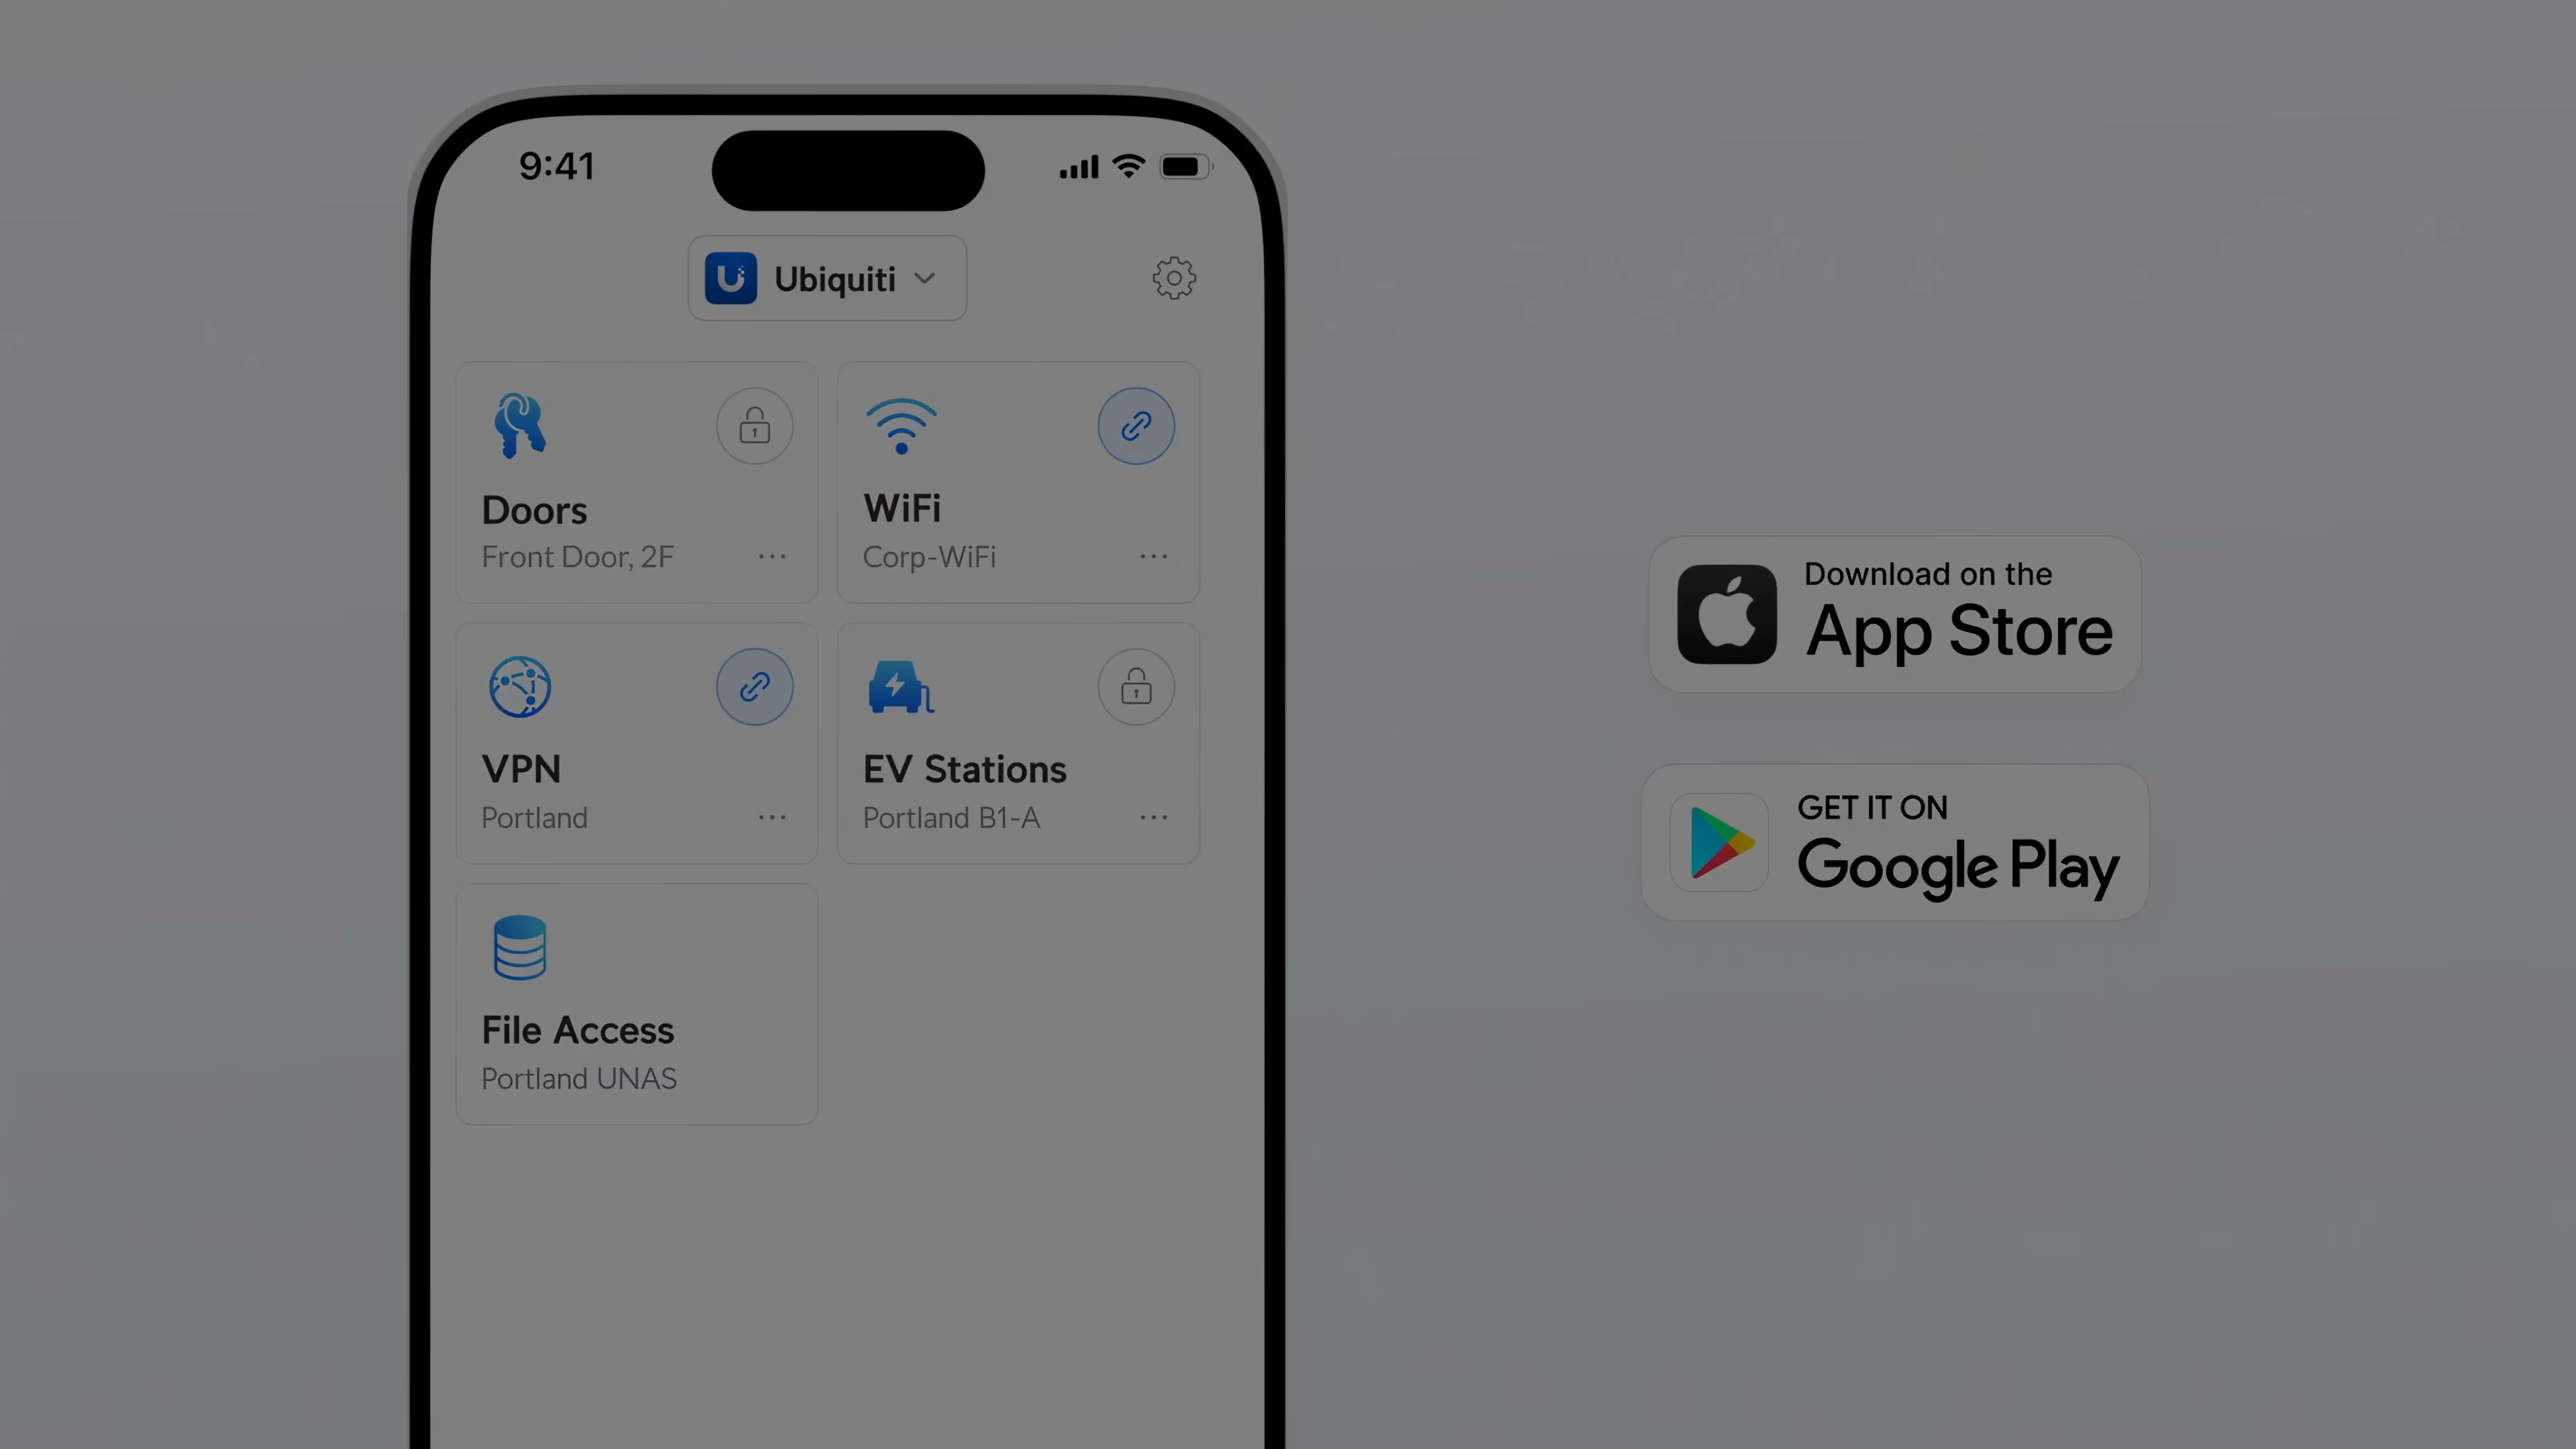 9:41
Ubiquiti
Doors
Front Door, 2F
WiFi
Corp-WiFi
VPN
Portland
EV Stations
Portland B1-A
File Access
Portland UNAS
Download on the
App Store
GET IT ON
Google Play